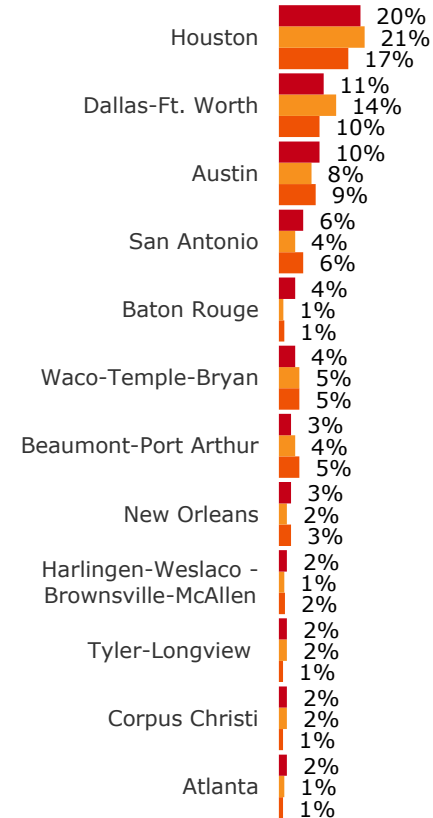 20%
Houston
21%
17%
11%
Dallas-Ft. Worth
14%
10%
10%
Austin
8%
9%
6%
San Antonio
4%
6%
4%
Baton Rouge
1%
1%
4%
Waco-Temple-Bryan
5%
5%
3%
Beaumont-Port Arthur
4%
5%
3%
New Orleans
2%
3%
2%
Harlingen-Weslaco -
1%
Brownsville-McAllen
2%
2%
Tyler-Longview
2%
1%
2%
Corpus Christi
2%
1%
2%
Atlanta
1%
1%